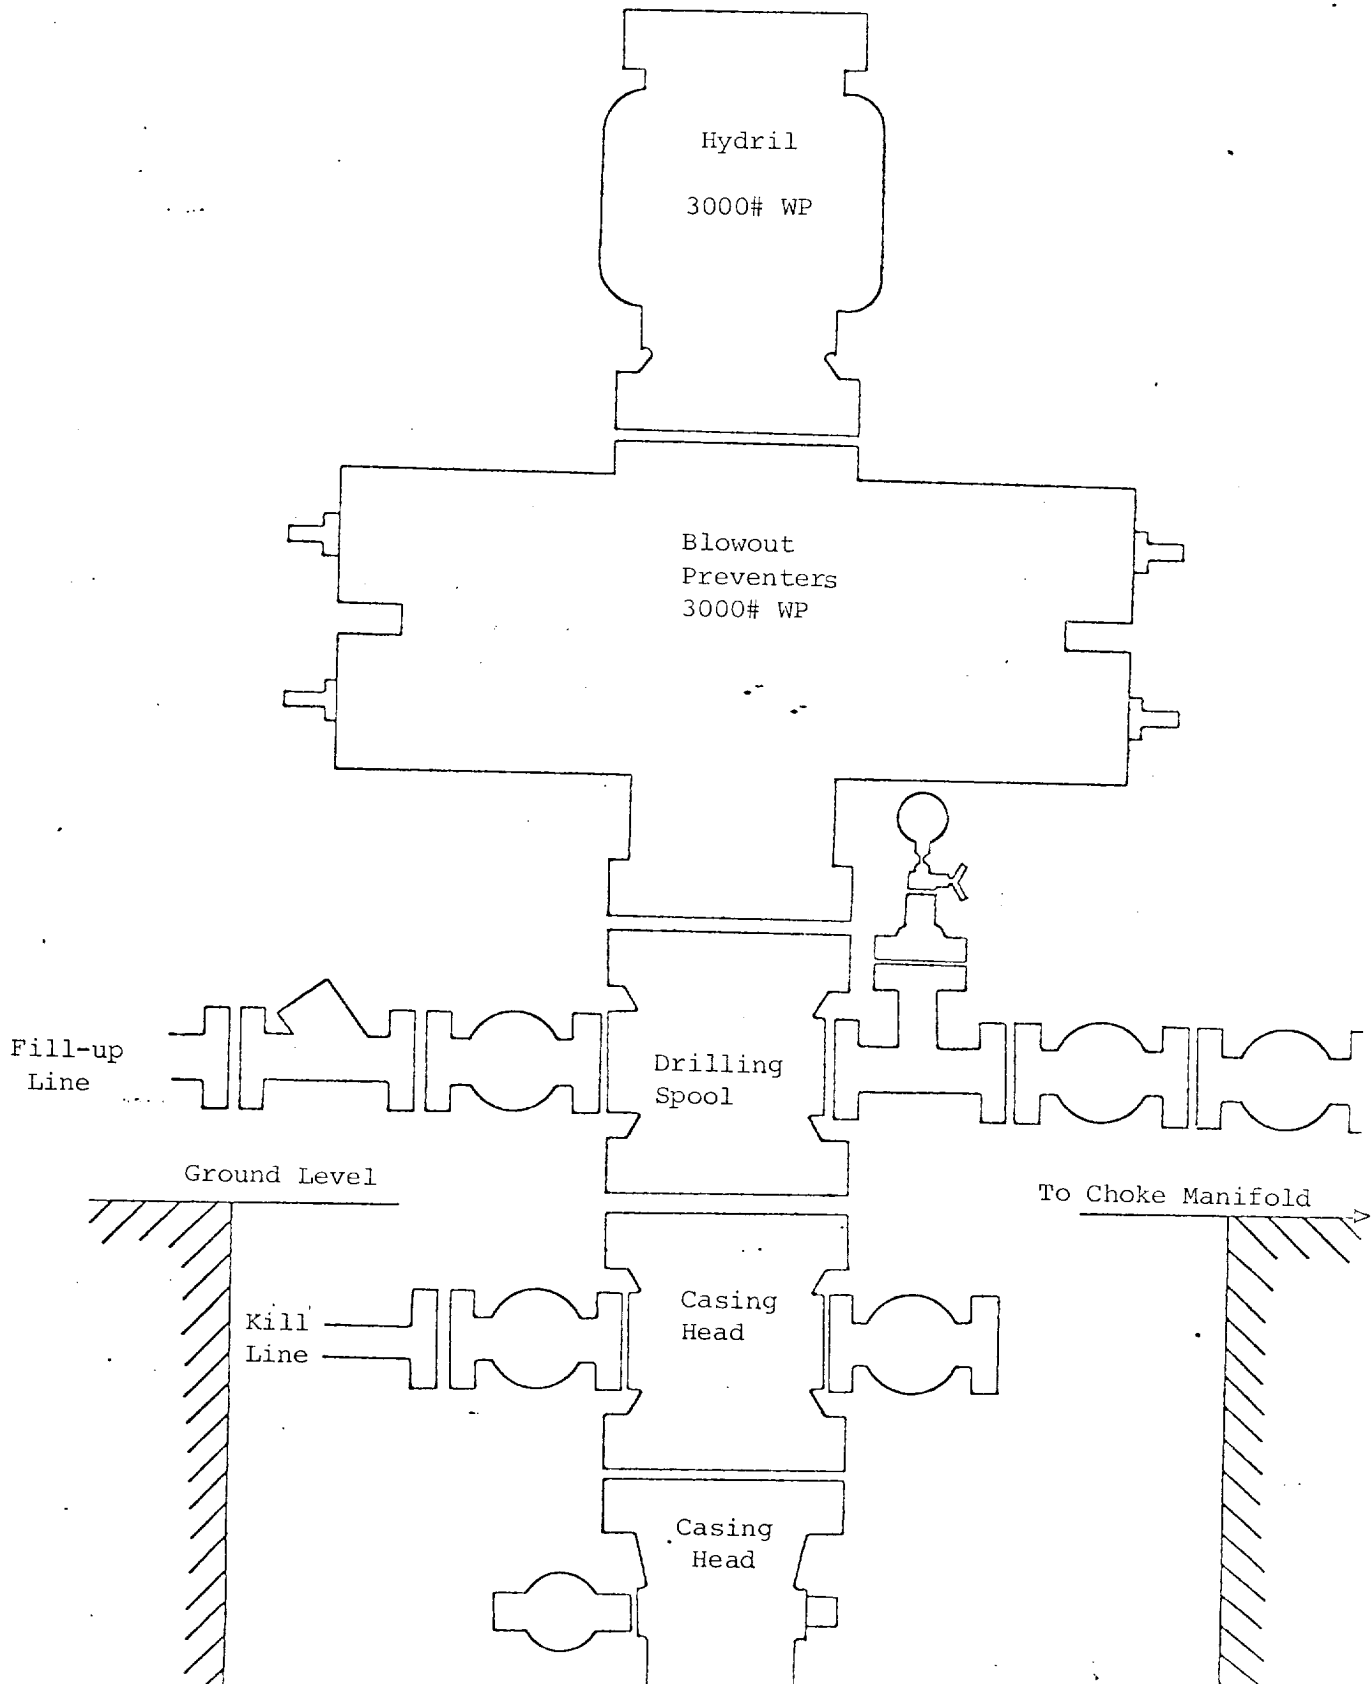 Hydril
3000# WP
Blowout
Preventers
3000# WP
Fill-up
Line
Drilling
Spool
Ground Level
To Choke Manifold
Kill
Line
Casing
Head
Casing
Head